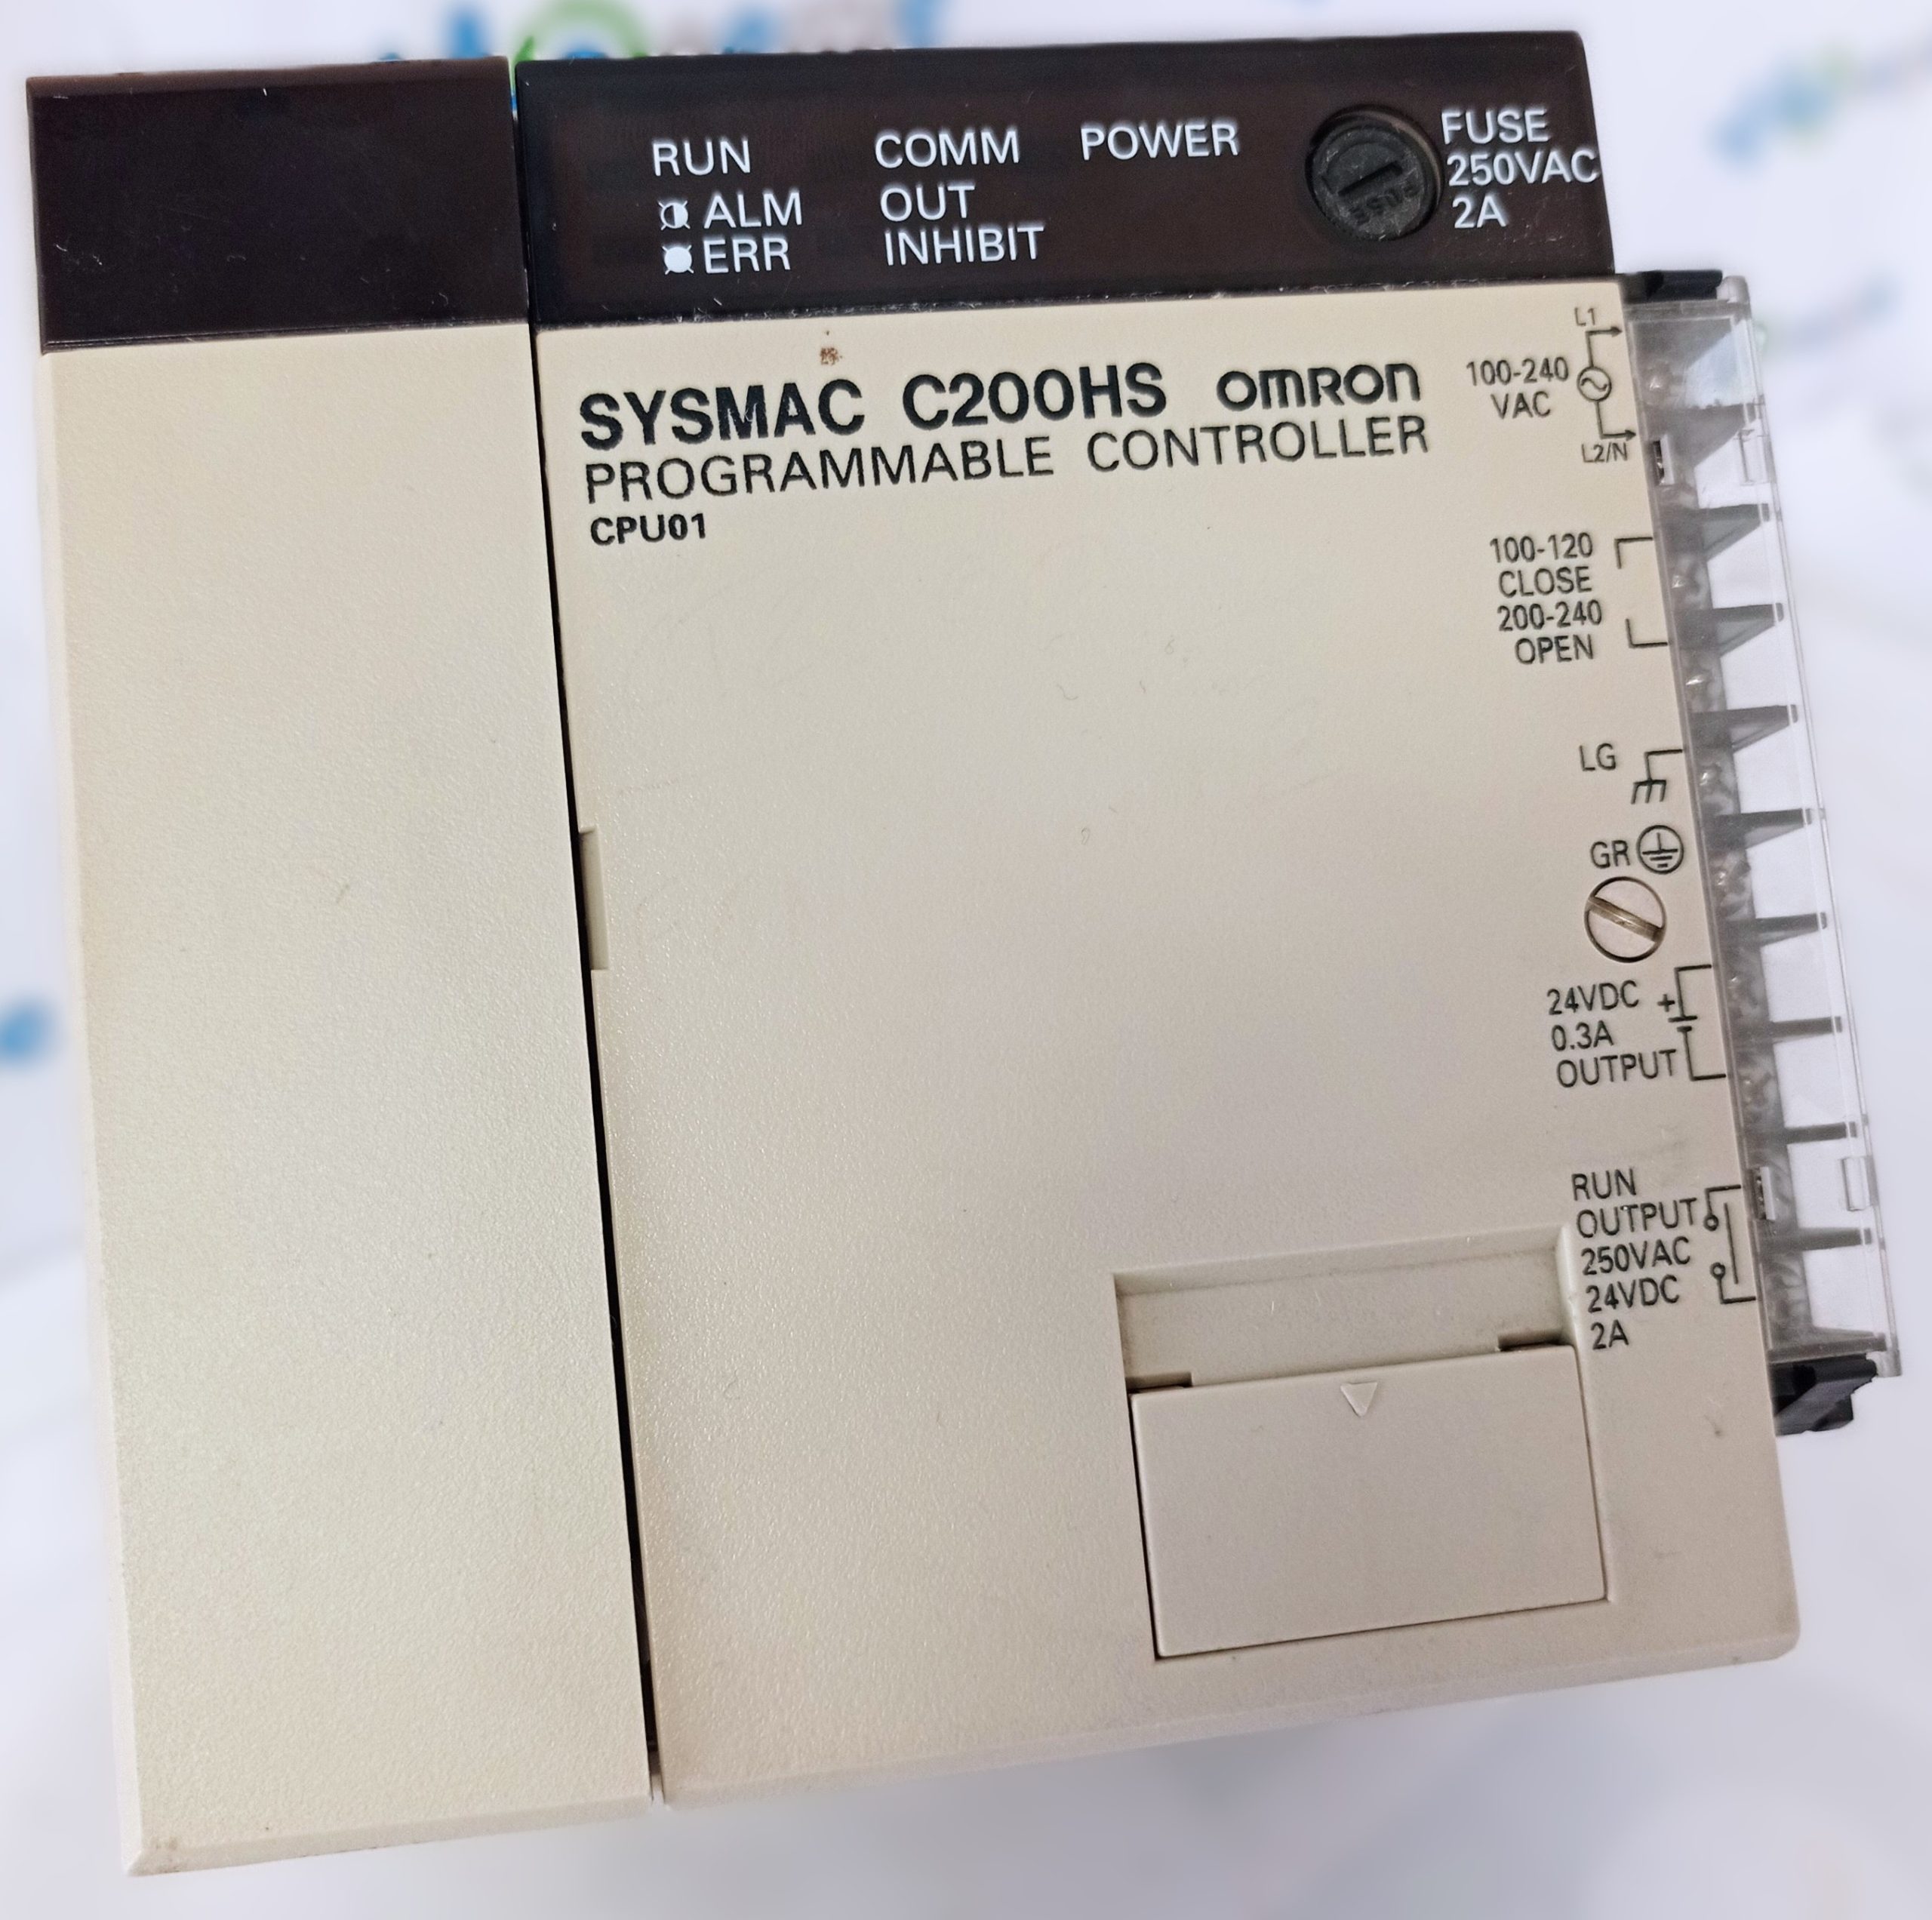 RUN
ALM
ERR
COMM
OUT
INHIBIT
POWER
FUSE
FUSE
250VAC
2A
SYSMAC C200HS OMRON
PROGRAMMABLE CONTROLLER
CPU01
L1
100-240
VAC
L2/N
100-120
CLOSE
200-240
OPEN
LG
GR
24VDC +
0.3A
OUTPUT
RUN
OUTPUT
250VAC
24VDC
2A